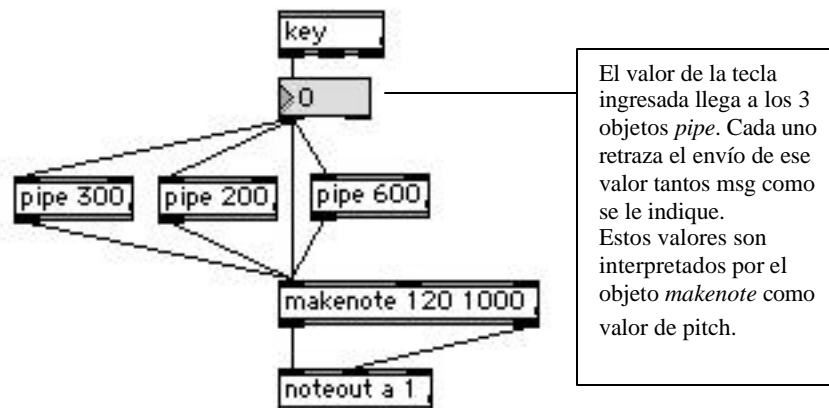 key
0
pipe 300
pipe 200
pipe 600
makenote 120 1000
noteout a 1
El valor de la tecla
ingresada llega a los 3
objetos pipe. Cada uno
retraza el envío de ese
valor tantos msg como
se le indique.
Estos valores son
interpretados por el
objeto makenote como
valor de pitch.